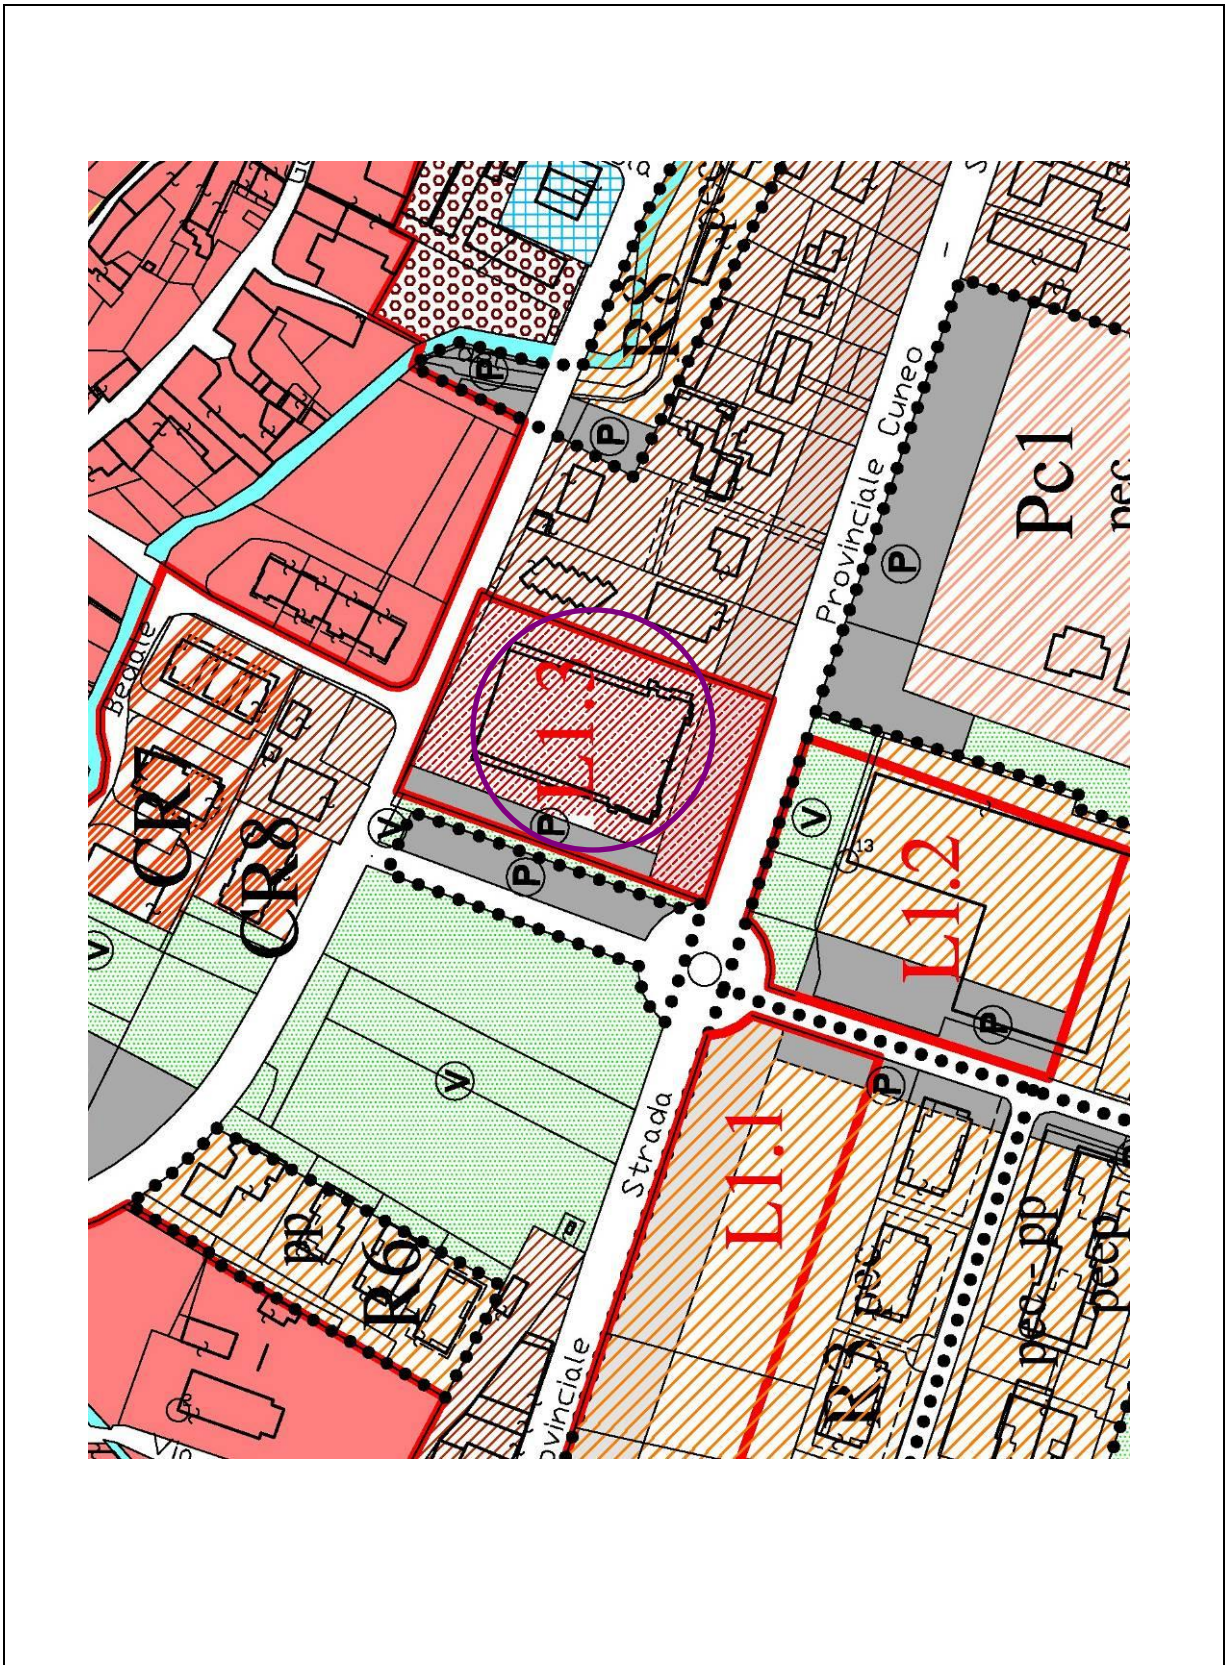 P
R8
P
Provinciale Cuneo
-
S
Pc1
pec
P
Bedale
CR7
CR8
L1.3
P
V
P
V
13
L1.2
P
V
V
P
Strada
L1.1
pp
R6
R3 pec
pec - pp
peep